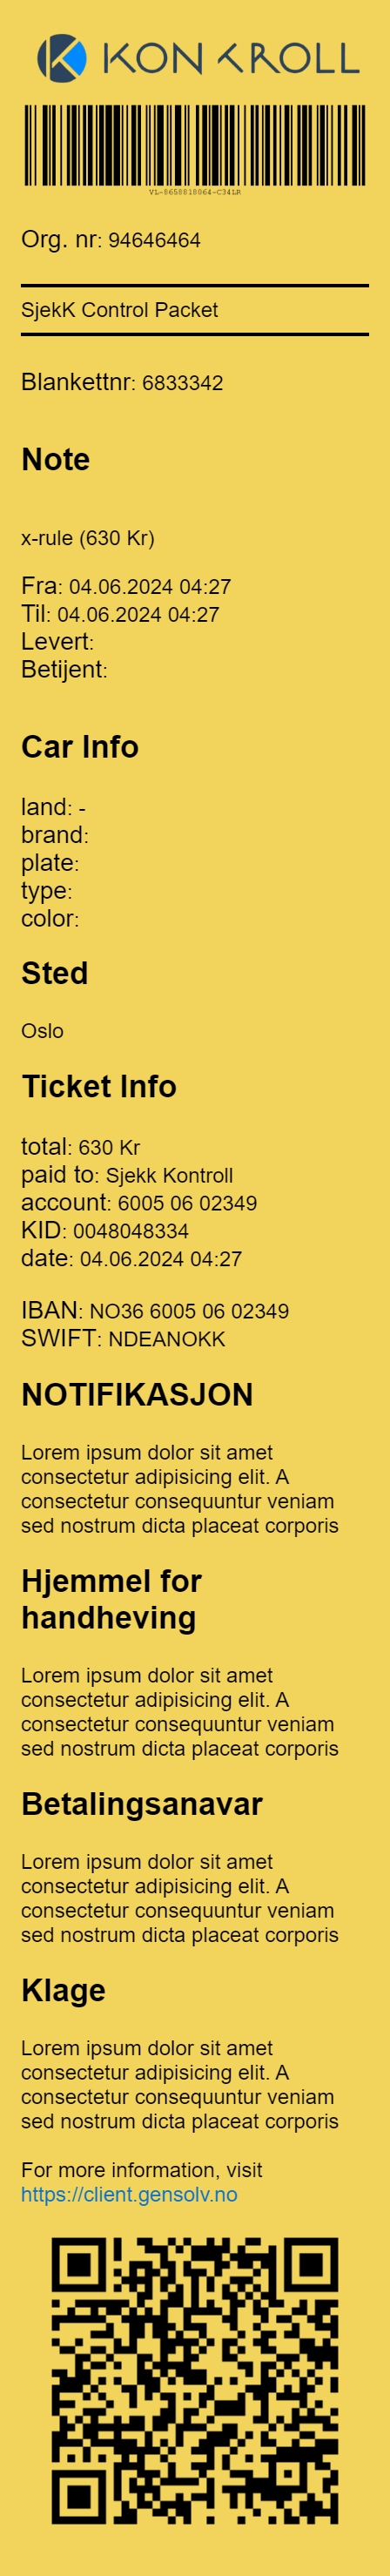 KONTROLL
VL-0650010064-C34LR
Org. nr: 94646464
SjekK Control Packet
Blankettnr: 6833342
Note
x-rule (630 Kr)
Fra: 04.06.2024 04:27
Til: 04.06.2024 04:27
Levert:
Betijent:
Car Info
land: -
brand:
plate:
type:
color:
Sted
Oslo
Ticket Info
total: 630 Kr
paid to: Sjekk Kontroll
account: 6005 06 02349
KID: 0048048334
date: 04.06.2024 04:27
IBAN: NO36 6005 06 02349
SWIFT: NDEANOKK
NOTIFIKASJON
Lorem ipsum dolor sit amet
consectetur adipisicing elit. A
consectetur consequuntur veniam
sed nostrum dicta placeat corporis
Hjemmel for
handheving
Lorem ipsum dolor sit amet
consectetur adipisicing elit. A
consectetur consequuntur veniam
sed nostrum dicta placeat corporis
Betalingsanavar
Lorem ipsum dolor sit amet
consectetur adipisicing elit. A
consectetur consequuntur veniam
sed nostrum dicta placeat corporis
Klage
Lorem ipsum dolor sit amet
consectetur adipisicing elit. A
consectetur consequuntur veniam
sed nostrum dicta placeat corporis
For more information, visit
https://client.gensolv.no